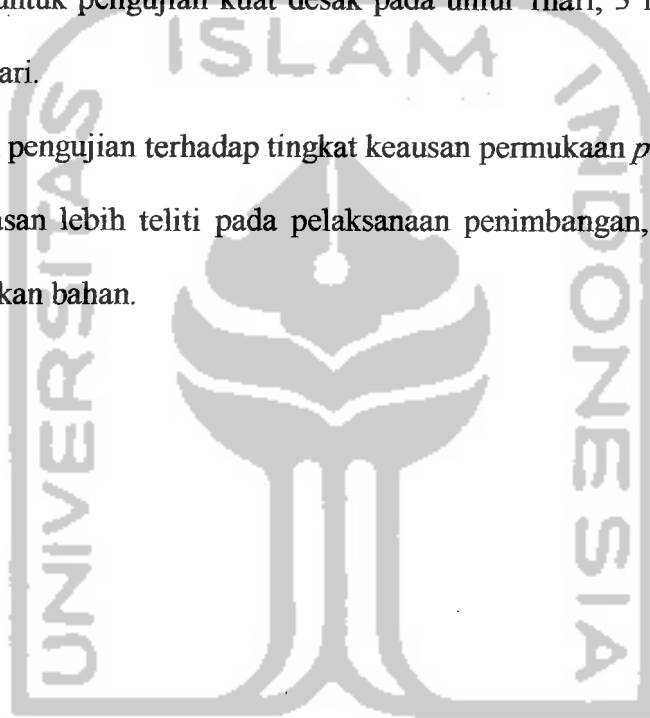 untuk pengujian kuat desak pada umur 1hari, 3
ari.
pengujian terhadap tingkat keausan permukaan
asan lebih teliti pada pelaksanaan penimbangan,
kan bahan.
ISLAM
UNIVERSITAS
INDONESIA